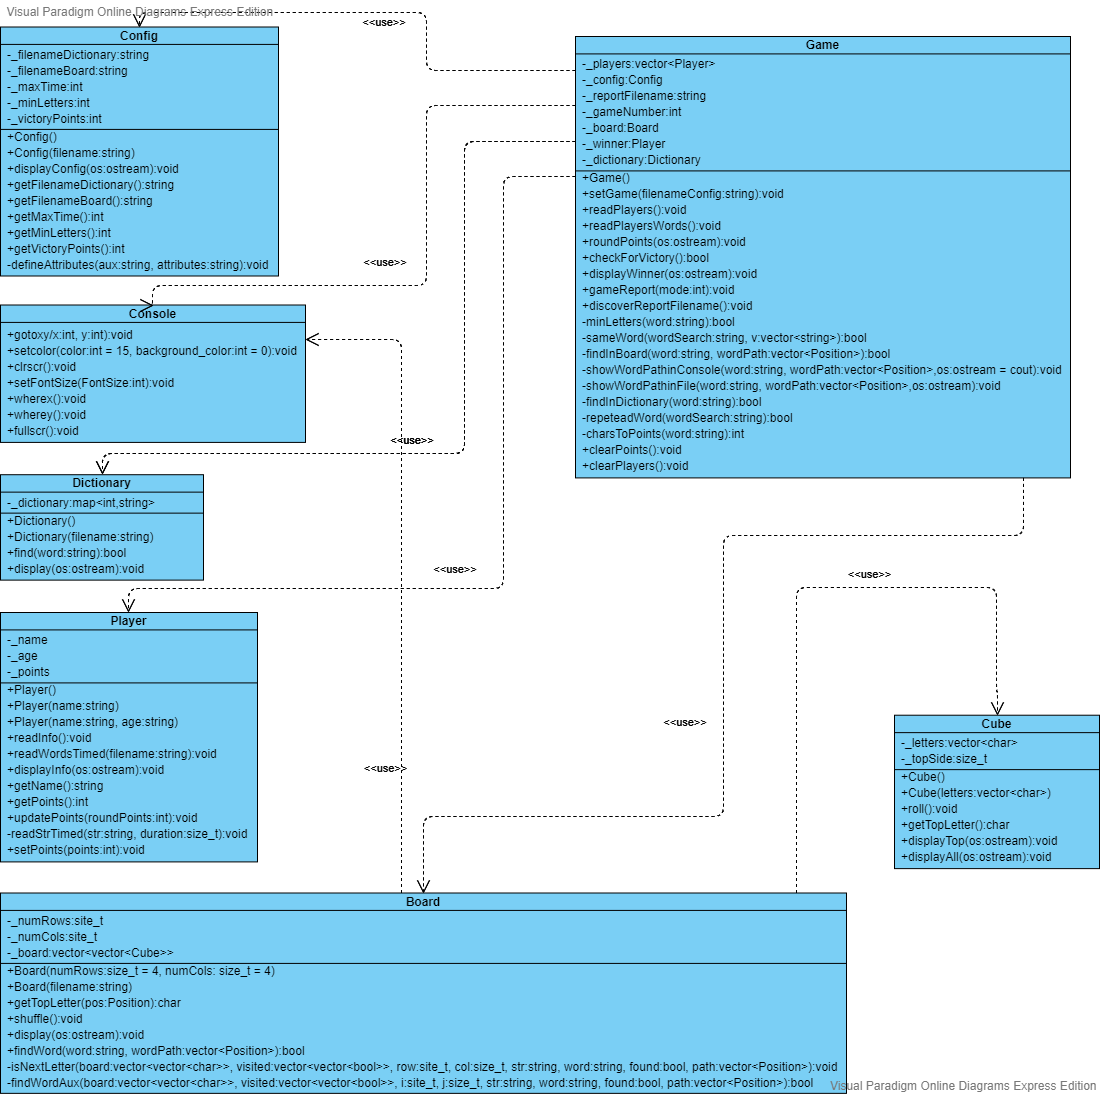 Visual Paradigm Online Diagrams Express Edition
<<use>>
Config
-_filenameDictionary:string
-_filenameBoard:string
-_maxTime:int
-_minLetters:int
-_victoryPoints:int
+Config()
+Config(filename:string)
+displayConfig(os:ostream):void
+getFilenameDictionary():string
+getFilenameBoard():string
+getMaxTime():int
+getMinLetters():int
+getVictoryPoints():int
-defineAttributes(aux:string, attributes:string):void
Game
-_players:vector<Player>
-_config:Config
-_reportFilename:string
-_gameNumber:int
-_board:Board
-_winner:Player
-_dictionary:Dictionary
+Game()
+setGame(filenameConfig:string):void
+readPlayers():void
+readPlayersWords():void
+roundPoints(os:ostream):void
+checkForVictory():bool
+displayWinner(os:ostream):void
+gameReport(mode:int):void
+discoverReportFilename():void
-minLetters(word:string):bool
-sameWord(wordSearch:string, v:vector<string>):bool
-findInBoard(word:string, wordPath:vector<Position>):bool
-showWordPathinConsole(word:string, wordPath:vector<Position>,os:ostream = cout):void
-showWordPathinFile(word:string, wordPath:vector<Position>,os:ostream):void
-findInDictionary(word:string):bool
-repeteadWord(wordSearch:string):bool
-charsToPoints(word:string):int
+clearPoints():void
+clearPlayers():void
<<use>>
Console
+gotoxy/x:int, y:int):void
+setcolor(color:int = 15, background_color:int = 0):void
+clrscr():void
+setFontSize(FontSize:int):void
+wherex():void
+wherey():void
+fullscr():void
<<use>>
Dictionary
-_dictionary:map<int,string>
+Dictionary()
+Dictionary(filename:string)
+find(word:string):bool
+display(os:ostream):void
<<use>>
<<use>>
Player
-_name
-_age
-_points
+Player()
+Player(name:string)
+Player(name:string, age:string)
+readInfo():void
+readWordsTimed(filename:string):void
+displayInfo(os:ostream):void
+getName():string
+getPoints():int
+updatePoints(roundPoints:int):void
-readStrTimed(str:string, duration:size_t):void
+setPoints(points:int):void
<<use>>
<<use>>
Cube
-_letters:vector<char>
-_topSide:size_t
+Cube()
+Cube(letters:vector<char>)
+roll():void
+getTopLetter():char
+displayTop(os:ostream):void
+displayAll(os:ostream):void
Board
-_numRows:site_t
-_numCols:site_t
-_board:vector<vector<Cube>>
+Board(numRows:size_t = 4, numCols: size_t = 4)
+Board(filename:string)
+getTopLetter(pos:Position):char
+shuffle():void
+display(os:ostream):void
+findWord(word:string, wordPath:vector<Position>):bool
-isNextLetter(board:vector<vector<char>>, visited:vector<vector<bool>>, row:site_t, col:size_t, str:string, word:string, found:bool, path:vector<Position>):void
-findWordAux(board:vector<vector<char>>, visited:vector<vector<bool>>, i:site_t, j:size_t, str:string, word:string, found:bool, path:vector<Position>):bool
Visual Paradigm Online Diagrams Express Edition